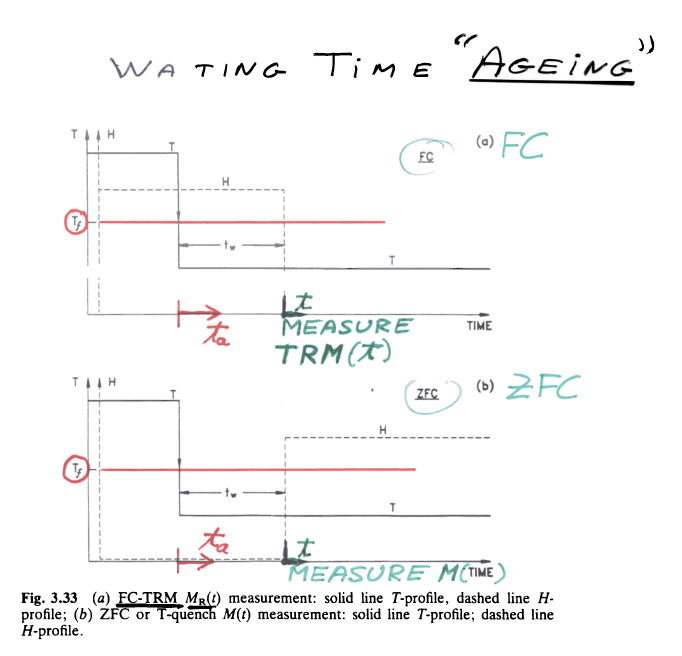 WATING TIME "AGEING"
T H T
FC (a) FC
H
Tf
tw
T
ta t
MEASURE TIME
TRM(t)
T H T
ZFC (b) ZFC
H
Tf
tw
T
ta t
MEASURE M(TIME)
Fig. 3.33 (a) FC-TRM MR(t) measurement: solid line T-profile, dashed line H-
profile; (b) ZFC or T-quench M(t) measurement: solid line T-profile; dashed line
H-profile.